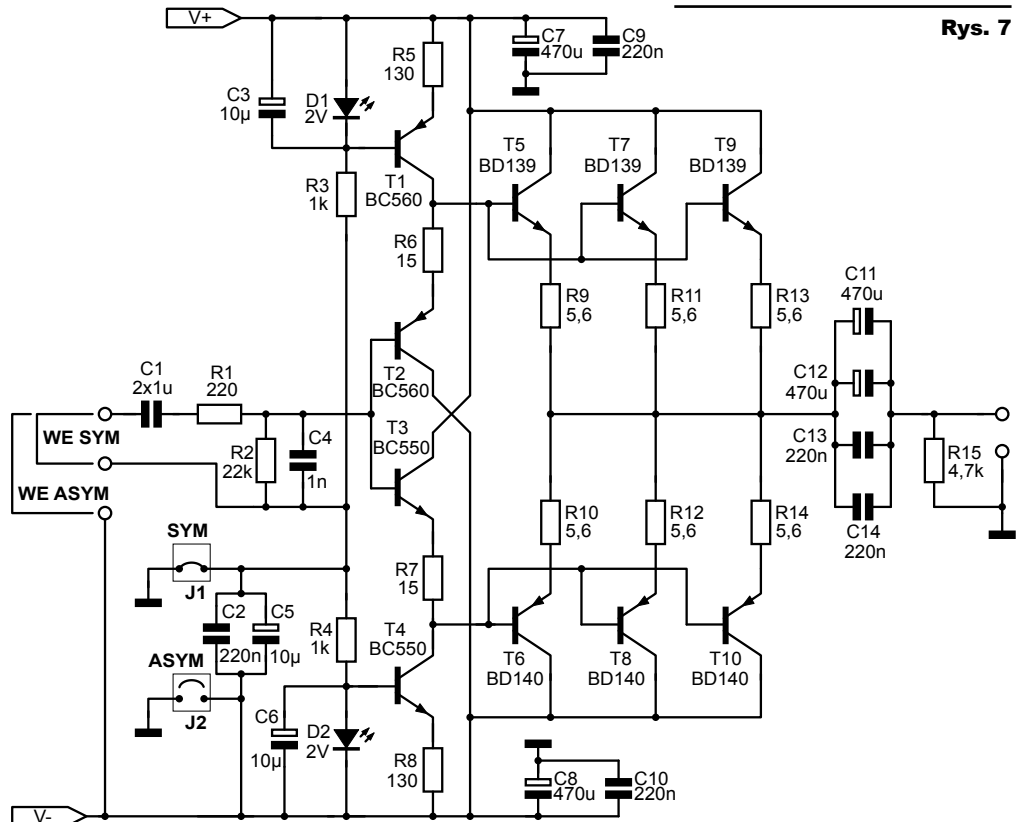 Rys. 7
V+
C7
470u
C9
220n
R5
130
C3
10μ
D1
2V
T1
BC560
R3
1k
T5
BD139
T7
BD139
T9
BD139
R6
15
R9
5,6
R11
5,6
R13
5,6
C11
470u
T2
BC560
C1
2x1u
R1
220
C12
470u
WE SYM
R2
22k
C4
1n
T3
BC550
C13
220n
R15
4,7k
WE ASYM
R10
5,6
R12
5,6
R14
5,6
C14
220n
SYM
J1
R7
15
C2
220n
C5
10μ
R4
1k
T4
BC550
T6
BD140
T8
BD140
T10
BD140
ASYM
J2
C6
10μ
D2
2V
R8
130
C8
470u
C10
220n
V-